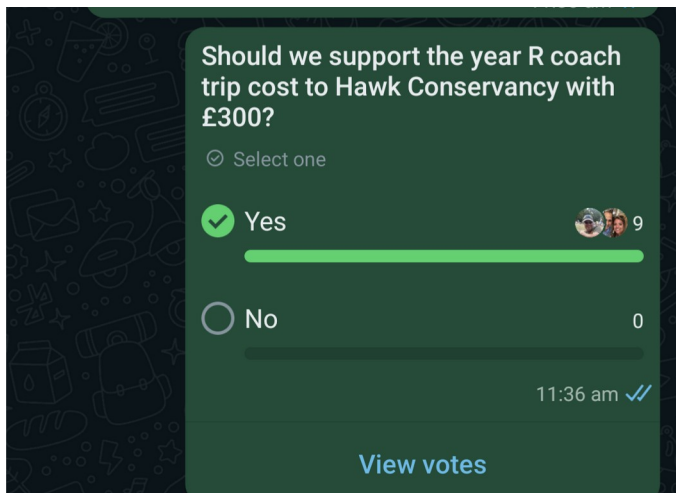 Should we support the year R coach
trip cost to Hawk Conservancy with
£300?
Select one
Yes 9
No 0
11:36 am
View votes